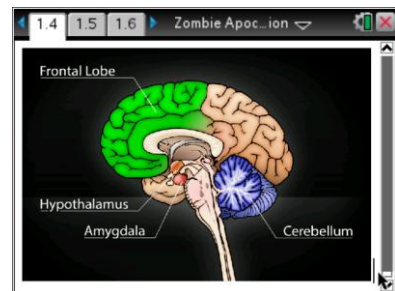 1.4 1.5 1.6 Zombie Apoc...ion
Frontal Lobe
Hypothalamus
Amygdala
Cerebellum